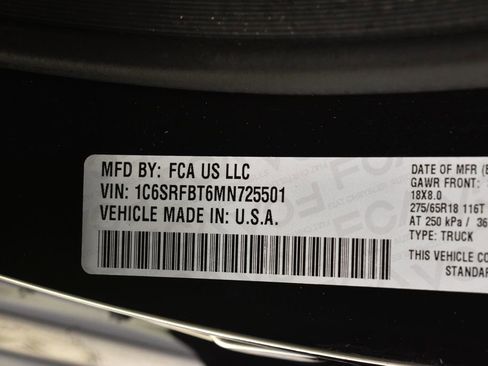 MFD BY: FCA US LLC
VIN: 1C6SRFBT6MN725501
VEHICLE MADE IN: U.S.A.
DATE OF MFR
GAWR FRONT:
18X8.0
275/65R18 116T
AT 250 kPa / 36
TYPE: TRUCK
THIS VEHICLE
STANDAR